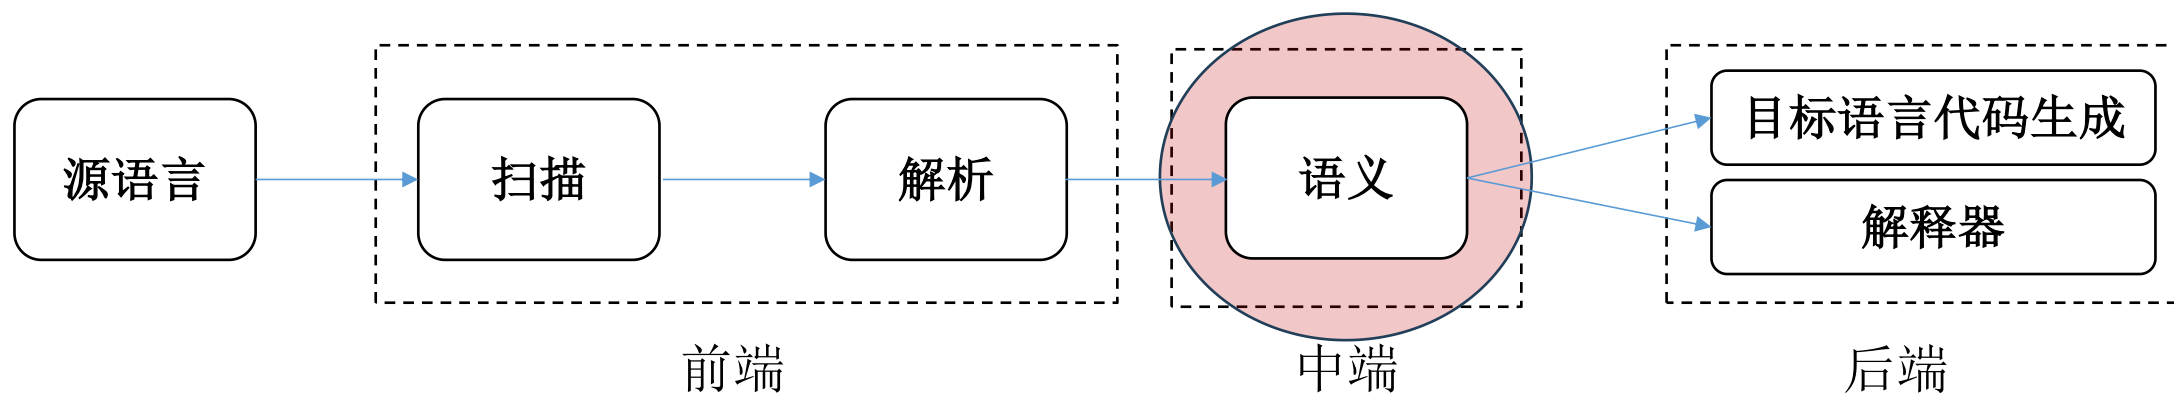 源语言
扫描
解析
语义
目标语言代码生成
解释器
前端
中端
后端